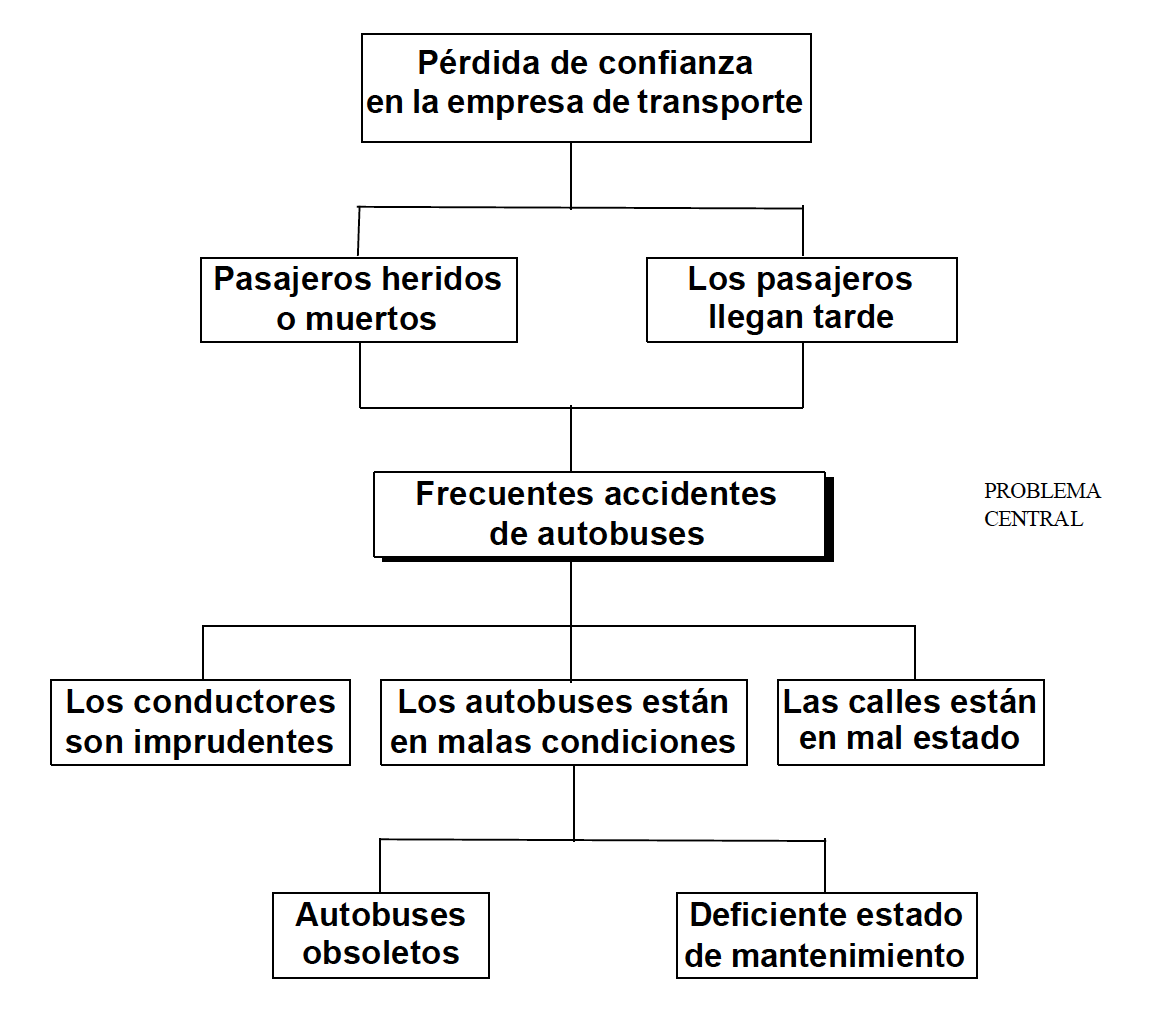 Pérdida de confianza
en la empresa de transporte
Pasajeros heridos
o muertos
Los pasajeros
llegan tarde
Frecuentes accidentes
de autobuses
PROBLEMA
CENTRAL
Los conductores
son imprudentes
Los autobuses están
en malas condiciones
Las calles están
en mal estado
Autobuses
obsoletos
Deficiente estado
de mantenimiento